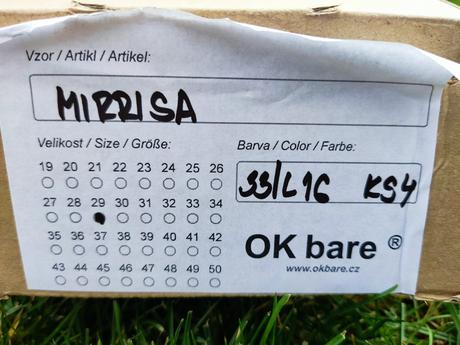 Vzor / Artikl / Artikel:
MIRRISA
Velikost / Size / Größe:
19 20 21 22 23 24 25 26
27 28 29 30 31 32 33 34
35 36 37 38 39 40 41 42
43 44 45 46 47 48 49 50
Barva / Color / Farbe:
33/L16 KS4
OK bare ®
www.okbare.cz